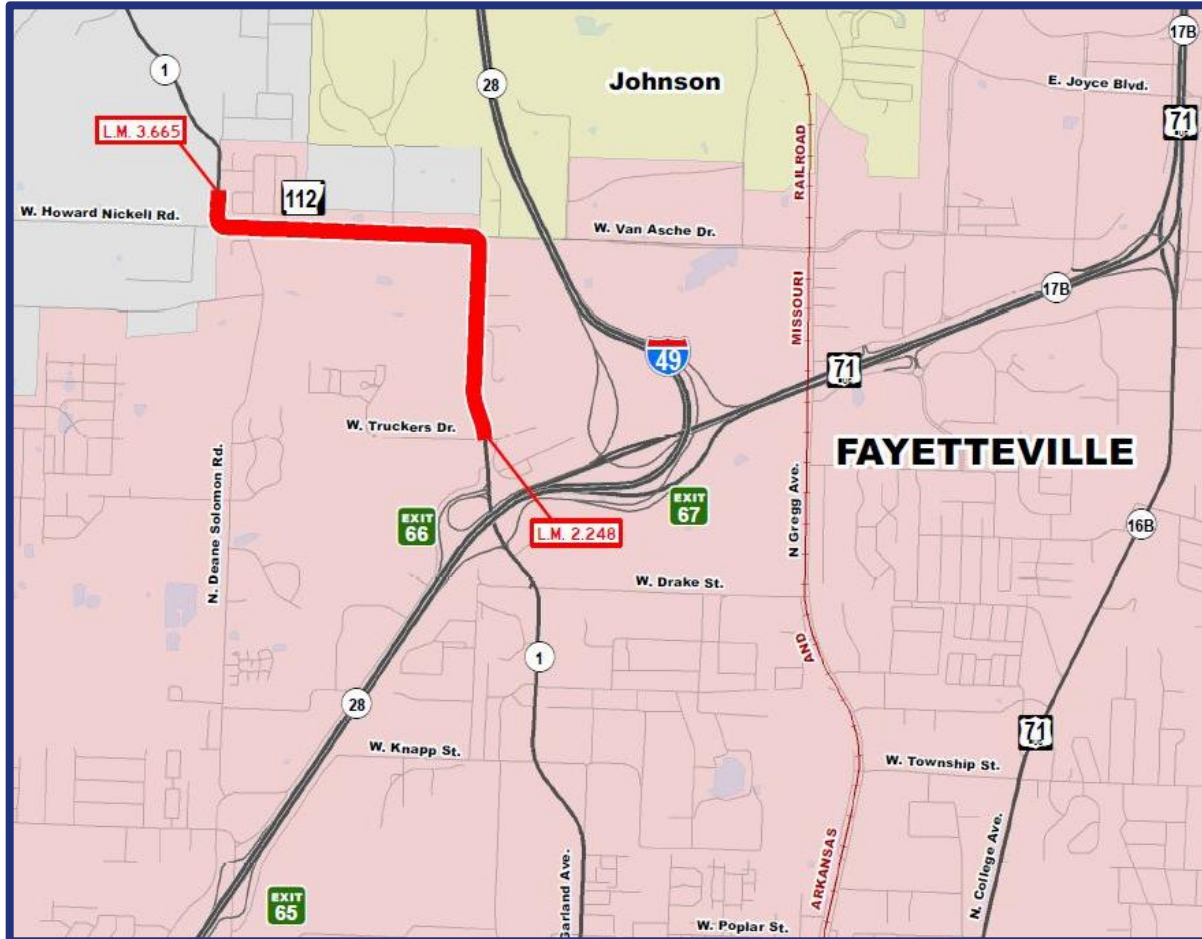 17B
1
28
Johnson
E. Joyce Blvd.
71
L.M. 3.665
RAILROAD
112
W. Howard Nickell Rd.
W. Van Asche Dr.
17B
MISSOURI
49
71
W. Truckers Dr.
FAYETTEVILLE
N. Deane Solomon Rd.
EXIT
66
EXIT
67
L.M. 2.248
N Gregg Ave.
16B
W. Drake St.
AND
1
28
71
W. Knapp St.
W. Township St.
N. College Ave.
ARKANSAS
Garland Ave.
EXIT
65
W. Poplar St.